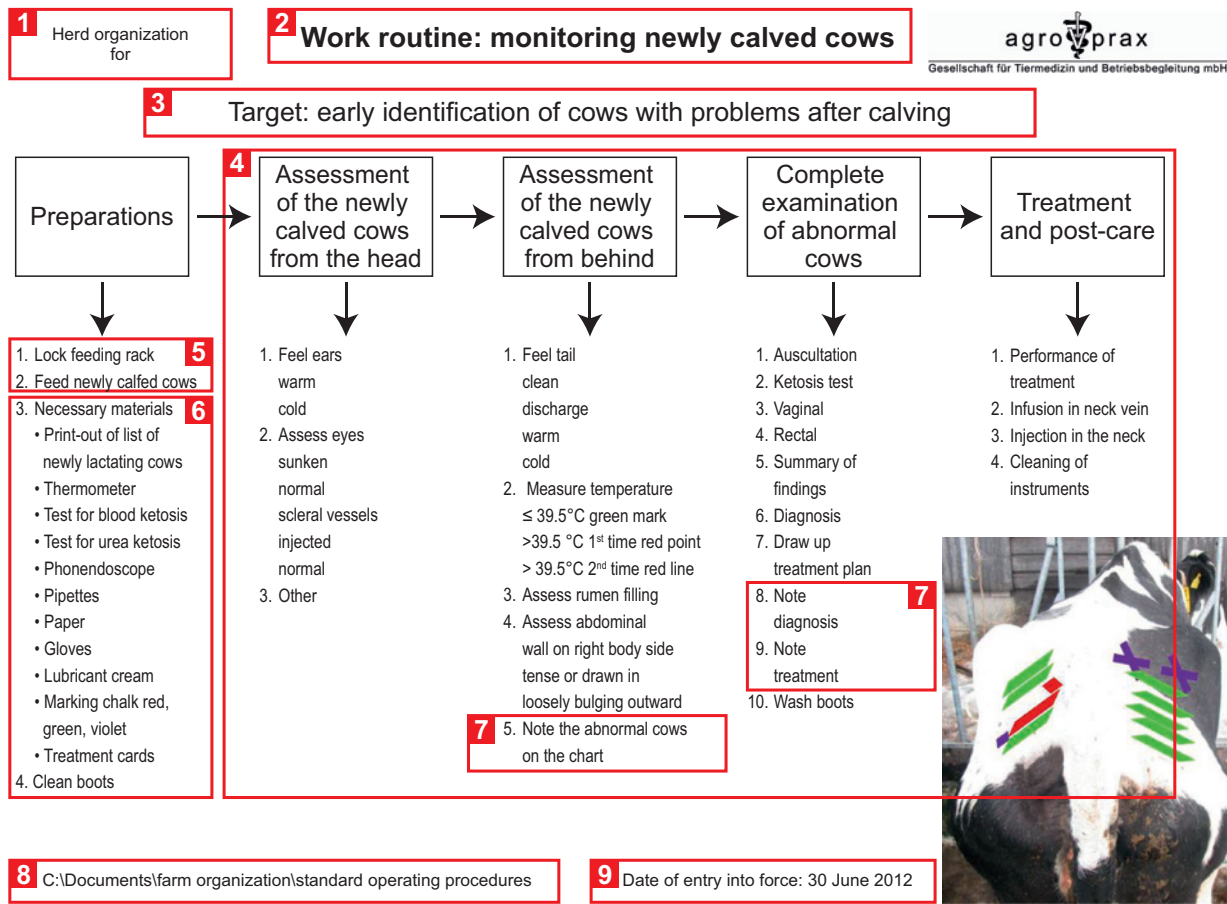 1 Herd organization
for
2 Work routine: monitoring newly calved cows
agro prax
Gesellschaft für Tiermedizin und Betriebsbegleitung mbH
3 Target: early identification of cows with problems after calving
Preparations
4
Assessment
of the newly
calved cows
from the head
Assessment
of the newly
calved cows
from behind
Complete
examination
of abnormal
cows
Treatment
and post-care
1. Lock feeding rack 5
2. Feed newly calfed cows
3. Necessary materials 6
• Print-out of list of
newly lactating cows
• Thermometer
• Test for blood ketosis
• Test for urea ketosis
• Phonendoscope
• Pipettes
• Paper
• Gloves
• Lubricant cream
• Marking chalk red,
green, violet
• Treatment cards
4. Clean boots
1. Feel ears
warm
cold
2. Assess eyes
sunken
normal
scleral vessels
injected
normal
3. Other
1. Feel tail
clean
discharge
warm
cold
2. Measure temperature
≤ 39.5°C green mark
>39.5 °C 1st time red point
> 39.5°C 2nd time red line
3. Assess rumen filling
4. Assess abdominal
wall on right body side
tense or drawn in
loosely bulging outward
7 5. Note the abnormal cows
on the chart
1. Auscultation
2. Ketosis test
3. Vaginal
4. Rectal
5. Summary of
findings
6. Diagnosis
7. Draw up
treatment plan
8. Note 7
diagnosis
9. Note
treatment
10. Wash boots
1. Performance of
treatment
2. Infusion in neck vein
3. Injection in the neck
4. Cleaning of
instruments
8 C:\Documents\farm organization\standard operating procedures
9 Date of entry into force: 30 June 2012